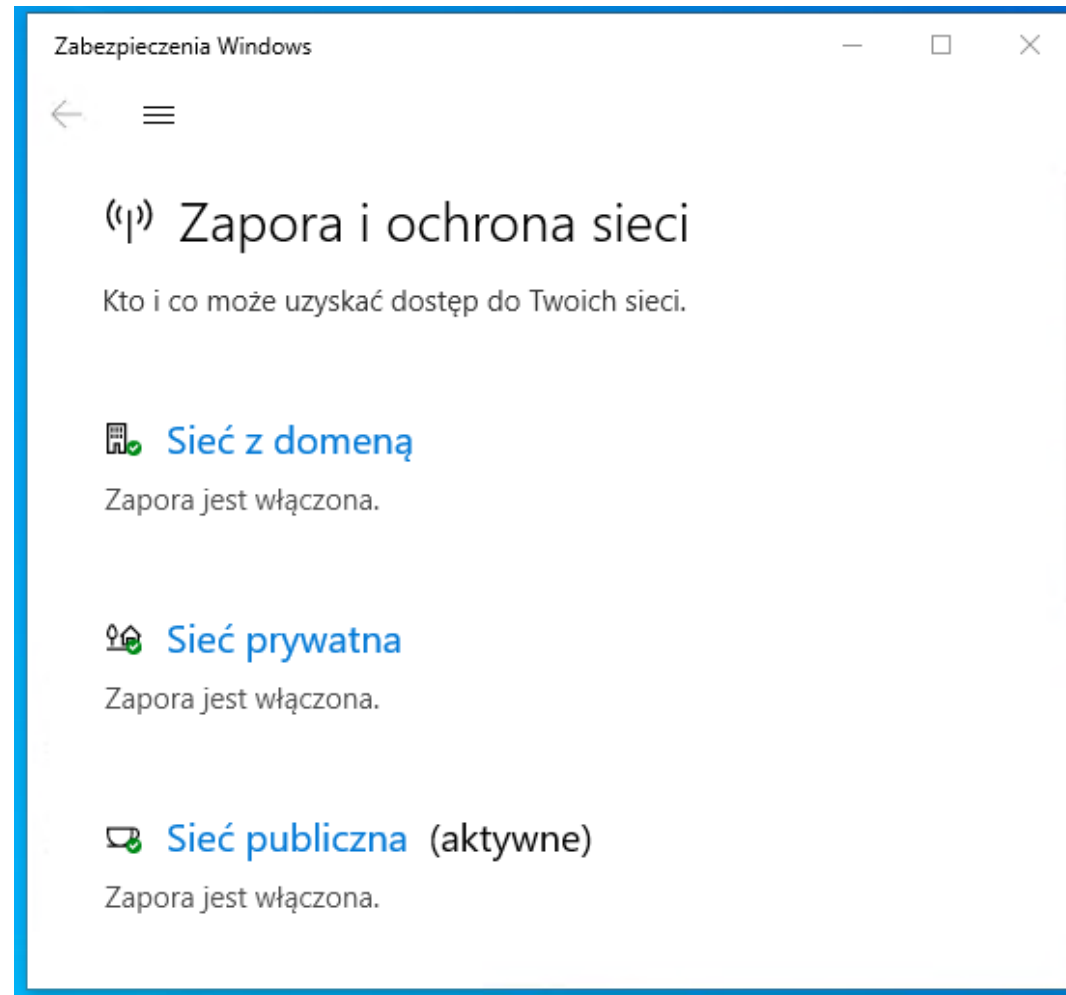 Zabezpieczenia Windows
Zapora i ochrona sieci
Kto i co może uzyskać dostęp do Twoich sieci.
Sieć z domeną
Zapora jest włączona.
Sieć prywatna
Zapora jest włączona.
Sieć publiczna (aktywne)
Zapora jest włączona.